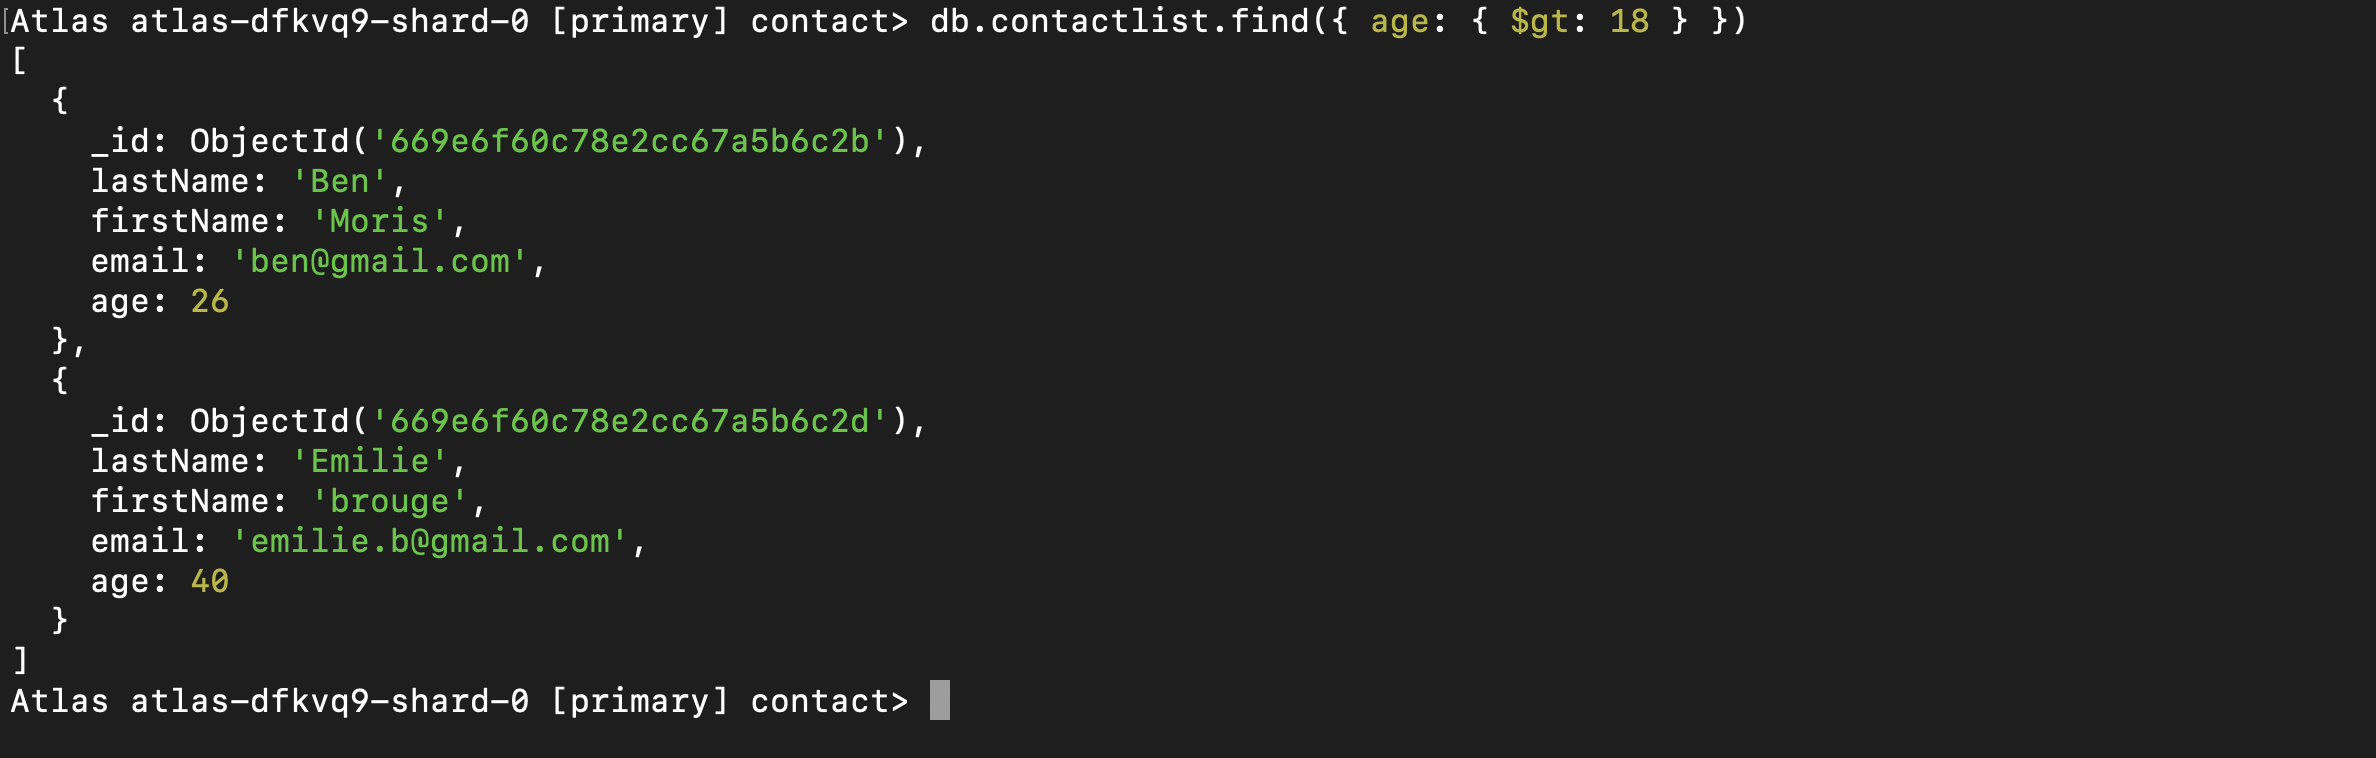 [Atlas atlas-dfkvq9-shard-0 [primary] contact> db.contactlist.find({ age: { $gt: 18 } })
[
  {
    _id: ObjectId('669e6f60c78e2cc67a5b6c2b'),
    lastName: 'Ben',
    firstName: 'Moris',
    email: 'ben@gmail.com',
    age: 26
  },
  {
    _id: ObjectId('669e6f60c78e2cc67a5b6c2d'),
    lastName: 'Emilie',
    firstName: 'brouge',
    email: 'emilie.b@gmail.com',
    age: 40
  }
]
Atlas atlas-dfkvq9-shard-0 [primary] contact>